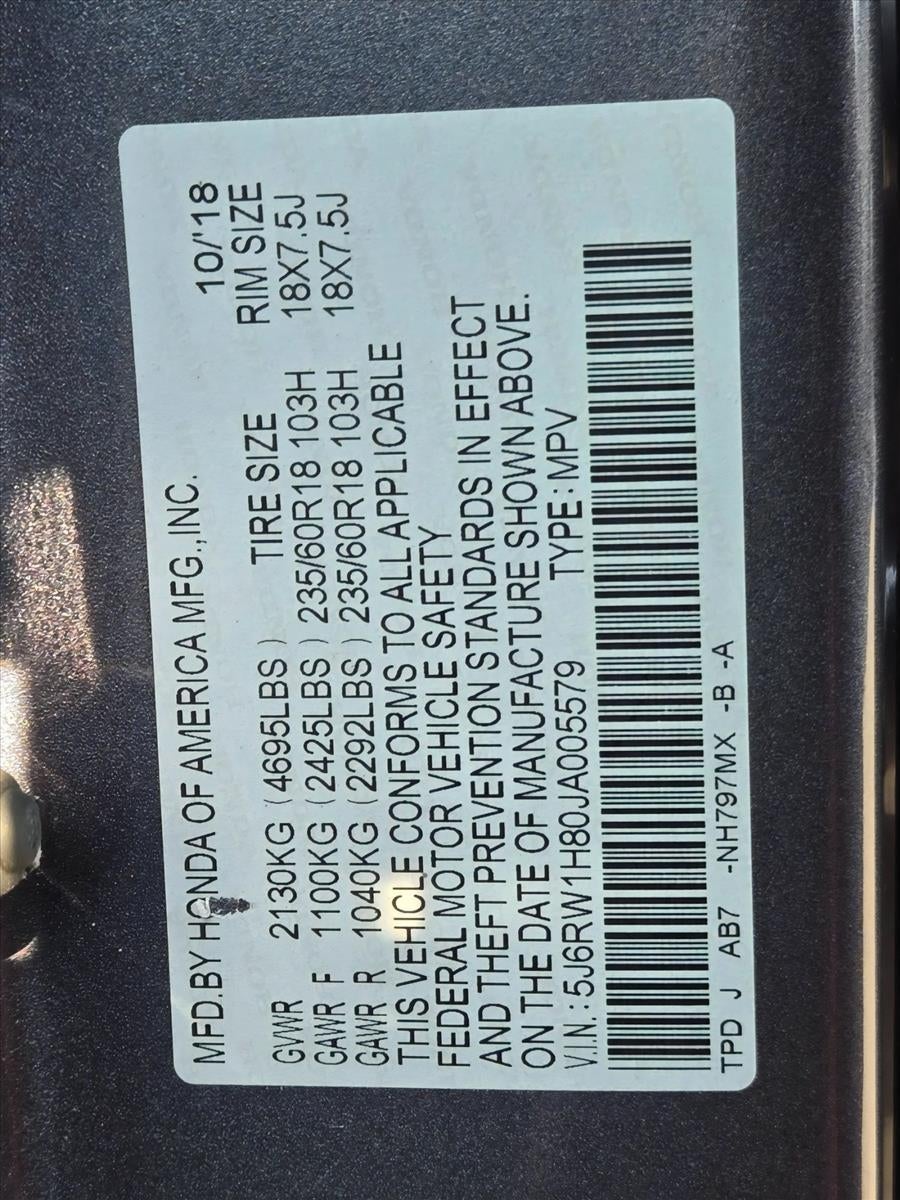 MFD.BY HONDA OF AMERICA MFG.,INC. 10/'18
TIRE SIZE RIM SIZE
GVWR 2130KG (4695LBS)
GAWR F 1100KG (2425LBS) 235/60R18 103H 18X7.5J
GAWR R 1040KG (2292LBS) 235/60R18 103H 18X7.5J
THIS VEHICLE CONFORMS TO ALL APPLICABLE
FEDERAL MOTOR VEHICLE SAFETY
AND THEFT PREVENTION STANDARDS IN EFFECT
ON THE DATE OF MANUFACTURE SHOWN ABOVE.
V.I.N.:5J6RW1H80JA005579 TYPE:MPV
TPD J AB7 -NH797MX -B -A